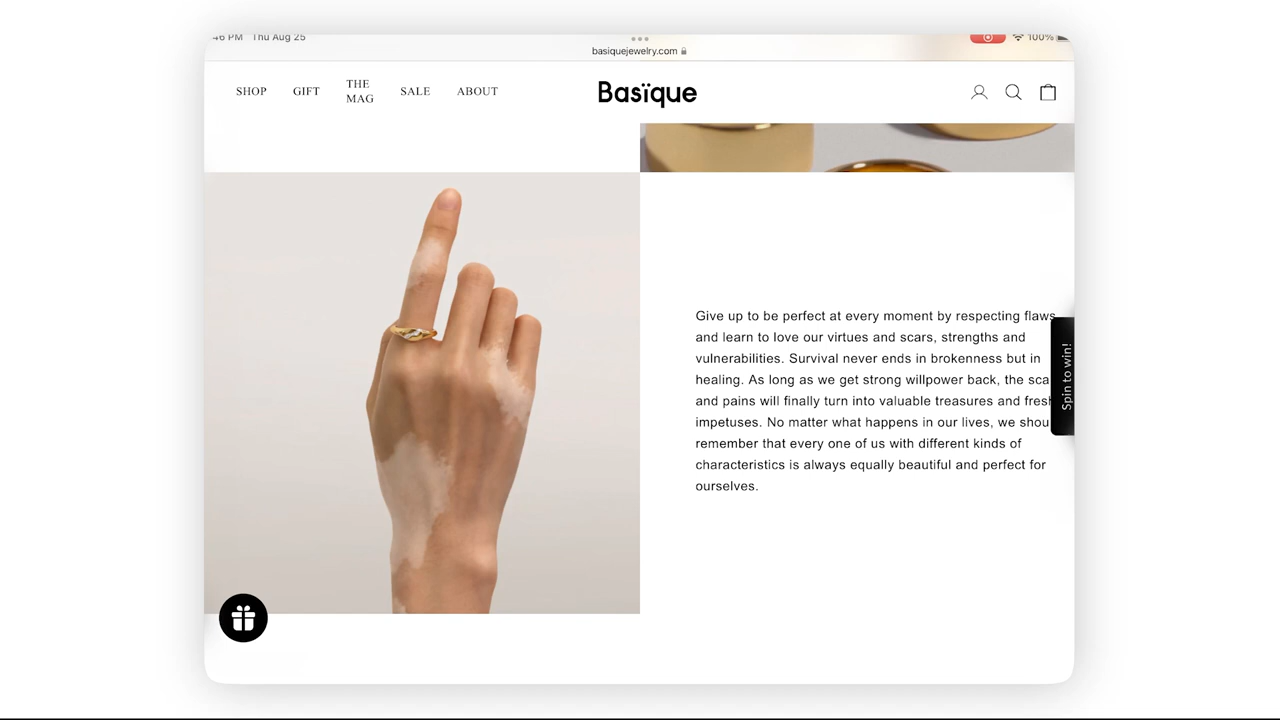 46 PM Thu Aug 25
100%
basiquejewelry.com
SHOP GIFT THE MAG SALE ABOUT
Basïque
Give up to be perfect at every moment by respecting flaws
and learn to love our virtues and scars, strengths and
vulnerabilities. Survival never ends in brokenness but in
healing. As long as we get strong willpower back, the sca
and pains will finally turn into valuable treasures and fresh
impetuses. No matter what happens in our lives, we shou
remember that every one of us with different kinds of
characteristics is always equally beautiful and perfect for
ourselves.
Spin to win!